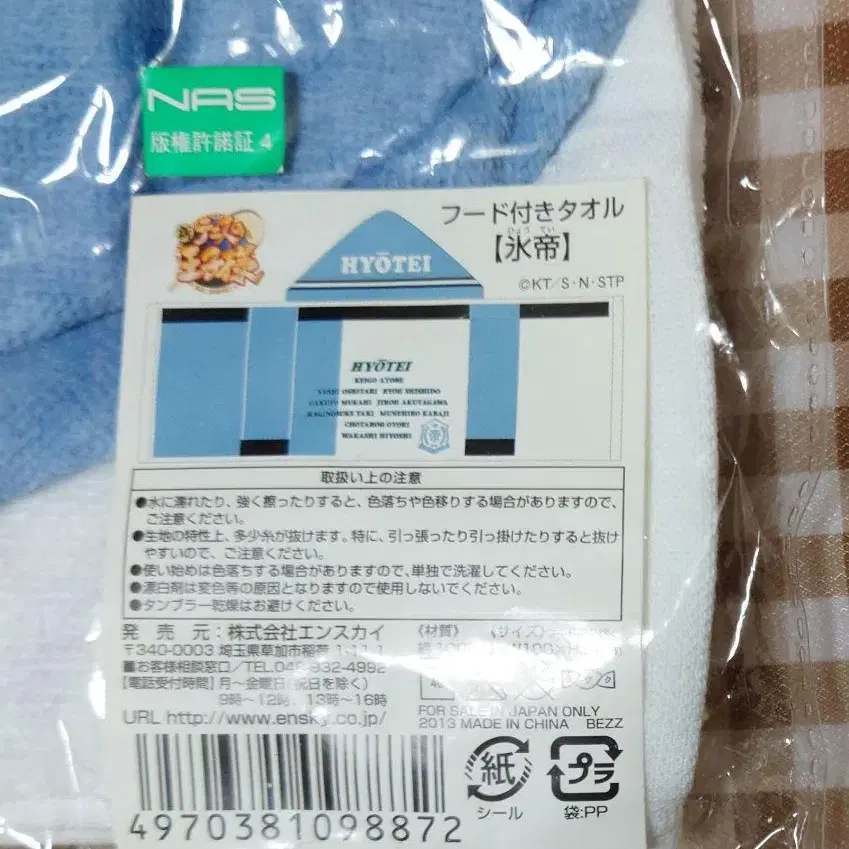 NAS
版権許諾証 4
フード付きタオル
ひょう てい
【氷帝】
©KT/S・N・STP
HYŌTEI
HYŌTEI
KEIGO ATOBE
YUSHI OSHITARI RYOH SHISHIDO
GAKUTO MUKAHI JIROH AKUTAGAWA
HAGINOSUKE TAKI MUNEHIRO KABAJI
CHOTAROH OTORI
WAKASHI HIYOSHI
取扱い上の注意
●水に濡れたり、強く擦ったりすると、色落ちや色移りする場合がありますので、
ご注意ください。
●生地の特性上、多少糸が抜けます。特に、引っ張ったり引っ掛けたりすると抜け
やすいので、ご注意ください。
●使い始めは色落ちする場合がありますので、単独で洗濯してください。
●漂白剤は変色等の原因となりますので使用しないでください。
●タンブラー乾燥はお避けください。
発 売 元:株式会社エンスカイ
〒340-0003 埼玉県草加市稲荷 1-11-1
■お客様相談窓口/TEL.048-932-4992
【電話受付時間】月~金曜日(祝日を除く)
9時~12時、13時~16時
URL http://www.ensky.co.jp/
《材質》
《サイズ》
FOR SALE IN JAPAN ONLY
2013 MADE IN CHINA BEZZ
4970381098872
紙
シール
プラ
袋:PP